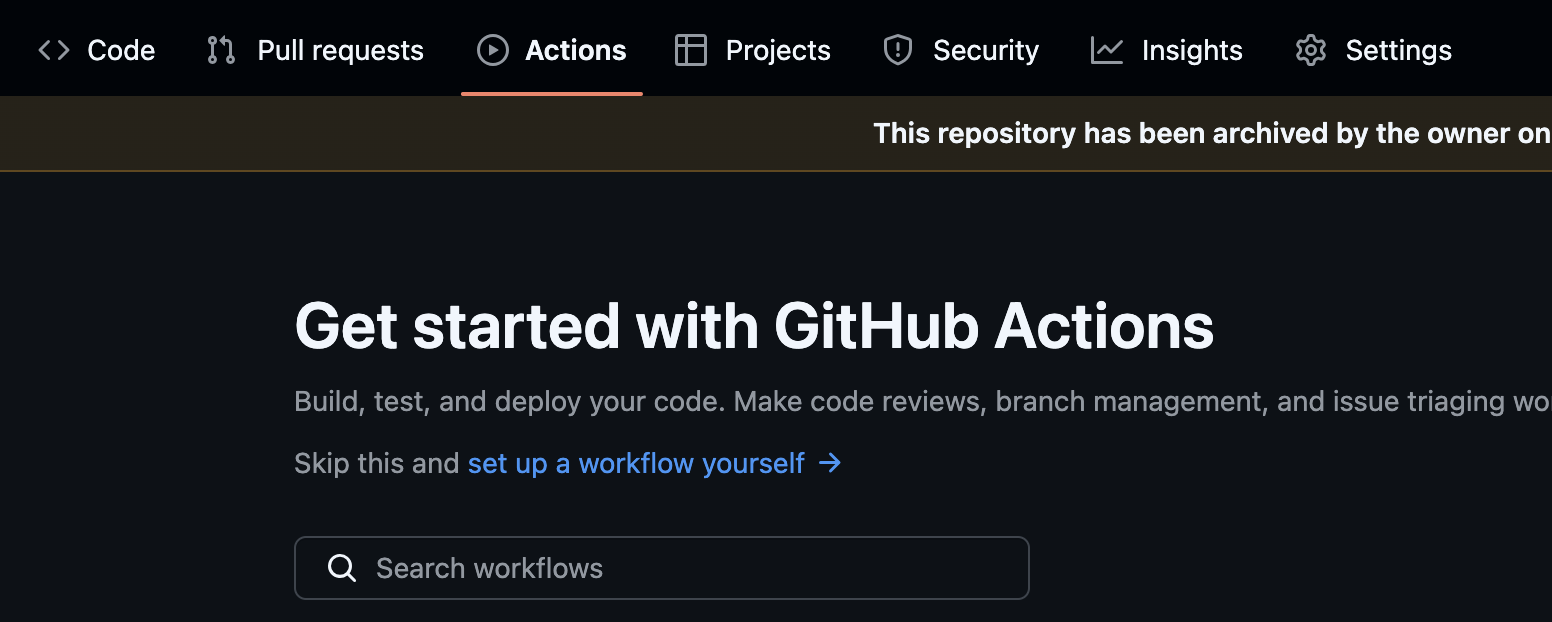 Code Pull requests Actions Projects Security Insights Settings
This repository has been archived by the owner on
Get started with GitHub Actions
Build, test, and deploy your code. Make code reviews, branch management, and issue triaging
Skip this and set up a workflow yourself →
Search workflows